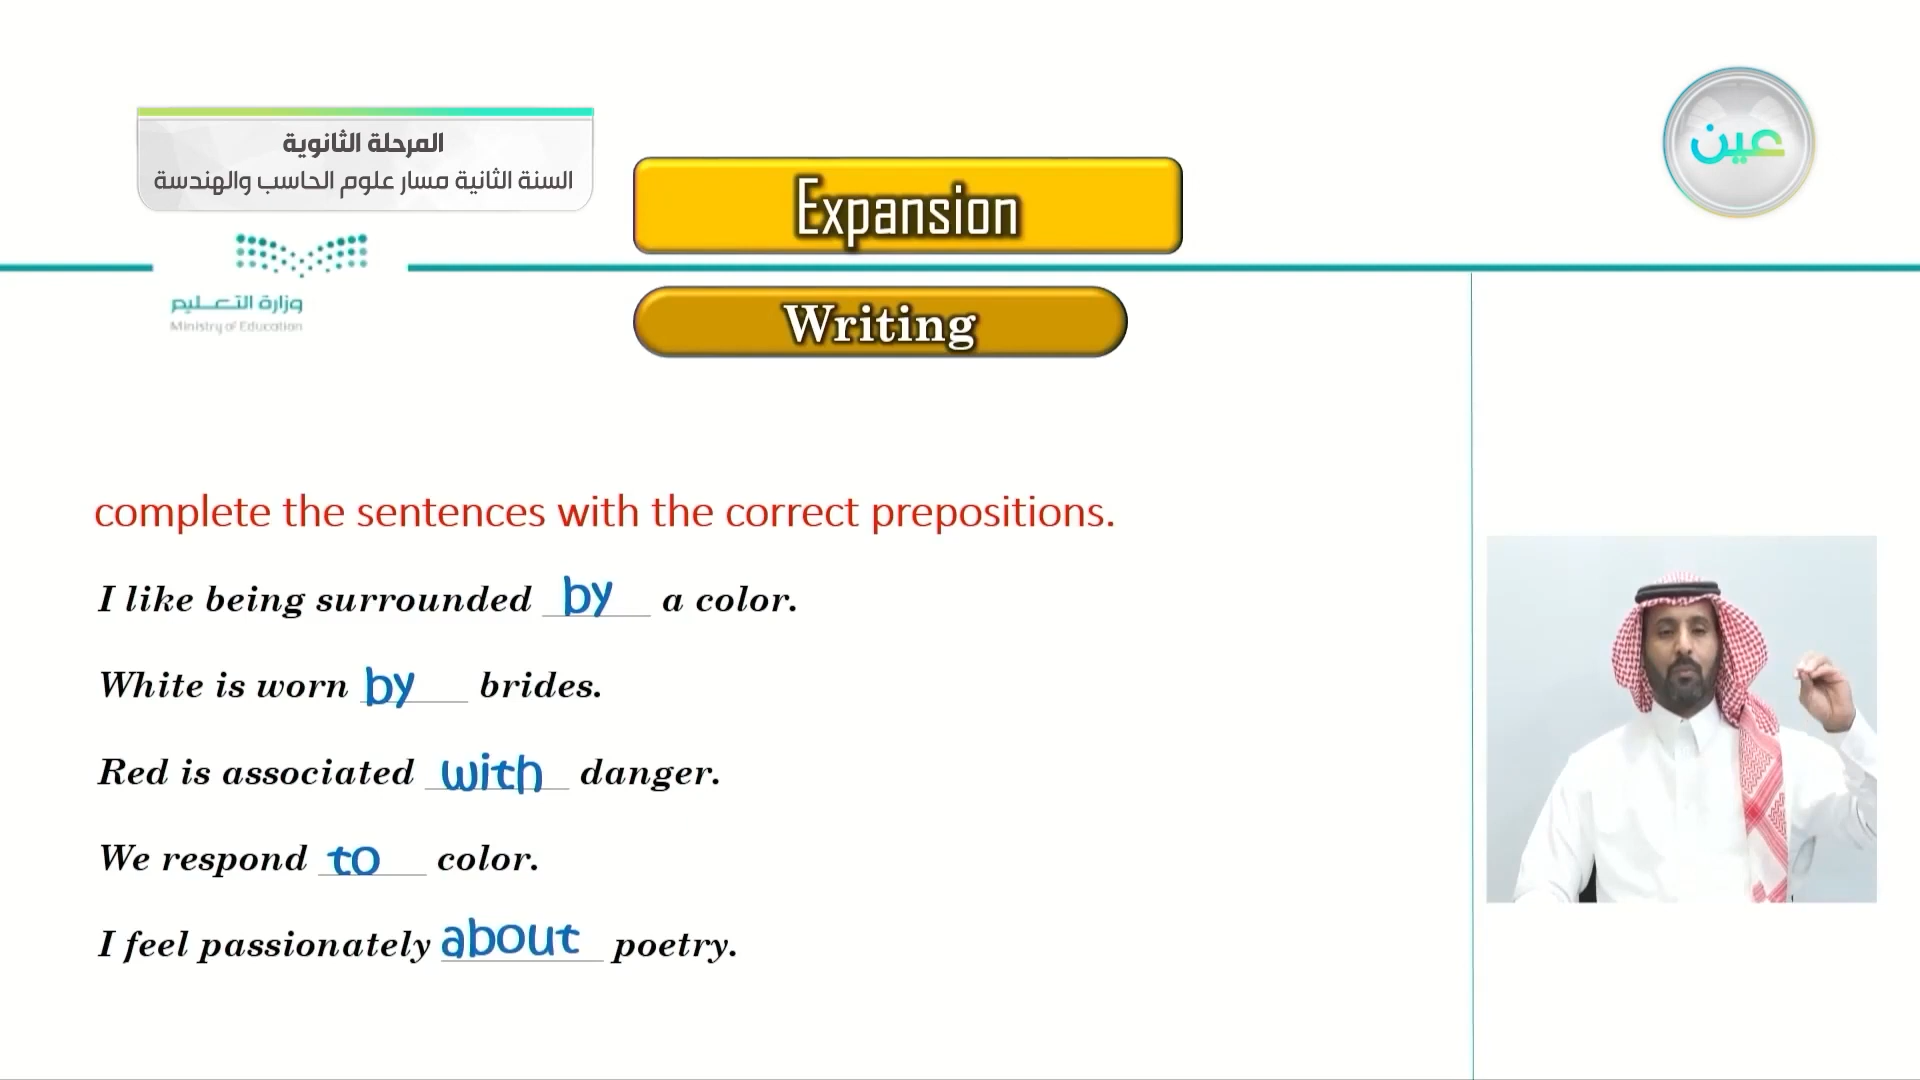 المرحلة الثانوية
السنة الثانية مسار علوم الحاسب والهندسة
عين
Expansion
وزارة التعليم
Ministry of Education
Writing
complete the sentences with the correct prepositions.
I like being surrounded by a color.
White is worn by brides.
Red is associated with danger.
We respond to color.
I feel passionately about poetry.